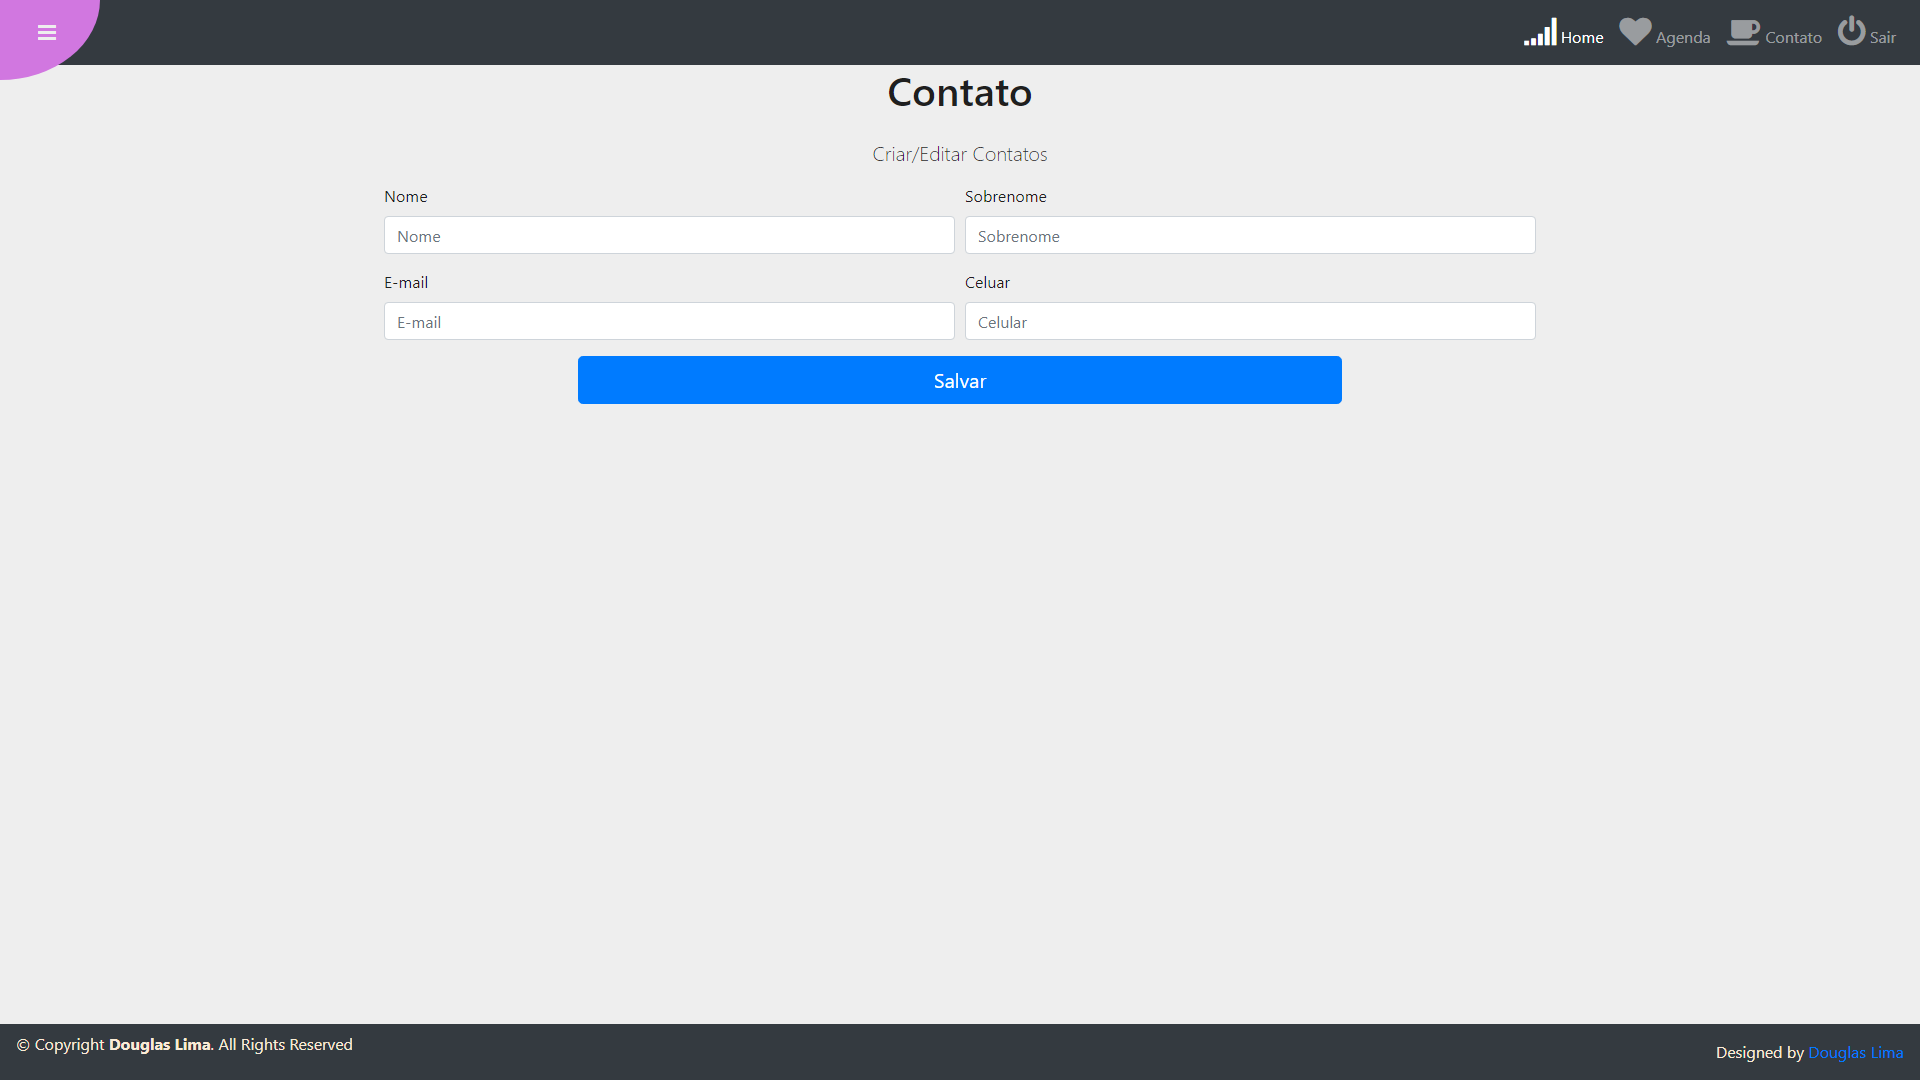 Home Agenda Contato Sair
Contato
Criar/Editar Contatos
Nome Sobrenome
Nome Sobrenome
E-mail Celuar
E-mail Celular
Salvar
© Copyright Douglas Lima. All Rights Reserved
Designed by Douglas Lima